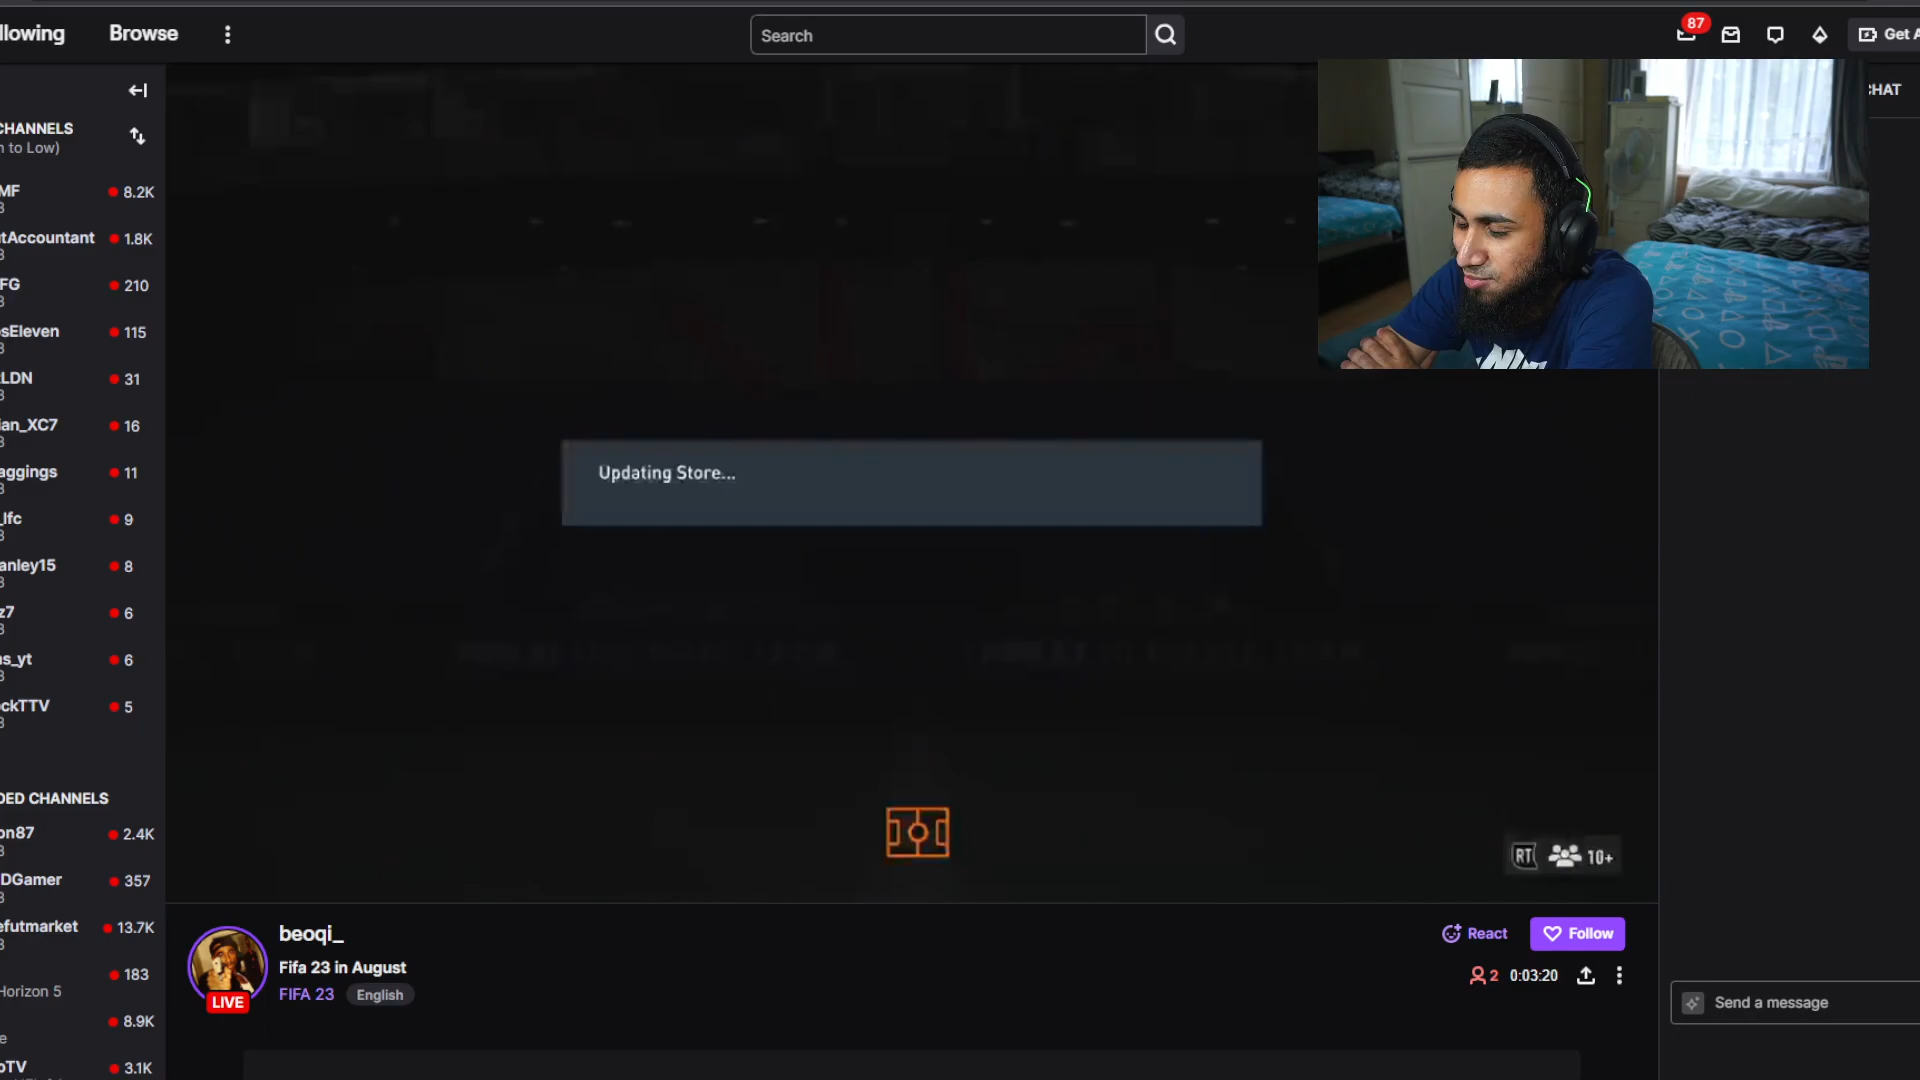 llowing
Browse
Search
87
Get A
CHANNELS
n to Low)
MF
8.2K
tAccountant
1.8K
FG
210
sEleven
115
LDN
31
ian_XC7
16
aggings
11
_lfc
9
anley15
8
z7
6
s_yt
6
ckTTV
5
DED CHANNELS
on87
2.4K
DGamer
357
efutmarket
13.7K
183
Horizon 5
8.9K
e
oTV
3.1K
Updating Store...
RT
10+
beoqi_
Fifa 23 in August
FIFA 23
English
LIVE
React
Follow
2
0:03:20
CHAT
Send a message